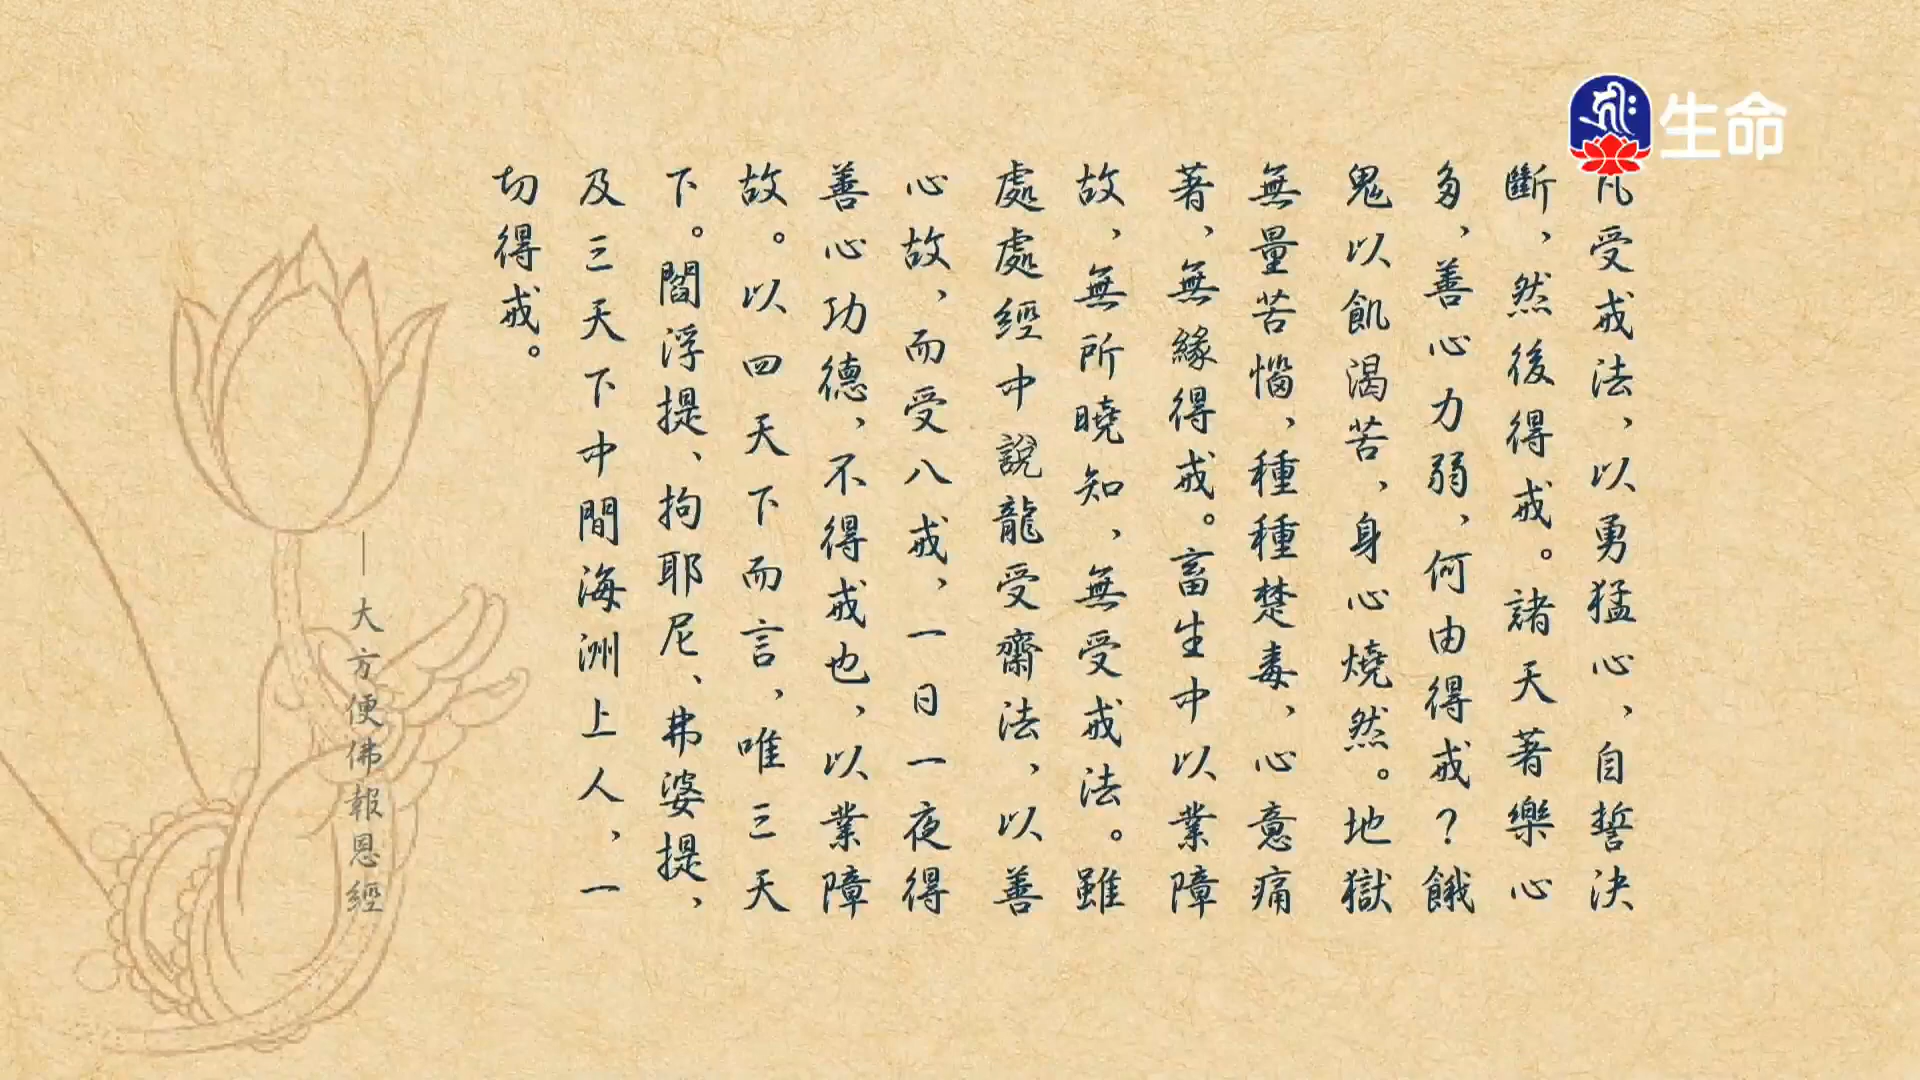 生命
凡受戒法，以勇猛心，自誓決
斷，然後得戒。諸天著樂心
多，善心力弱，何由得戒？餓
鬼以飢渴苦，身心燒然。地獄
無量苦惱、種種楚毒，心意痛
著，無緣得戒。畜生中以業障
故，無所曉知，無受戒法。雖
處處經中說龍受齋法，以善
心故，而受八戒，一日一夜得
善心功德，不得戒也，以業障
故。以四天下而言，唯三天
下。閻浮提、拘耶尼、弗婆提，
及三天下中間海洲上人，一
切得戒。
—大方便佛報恩經